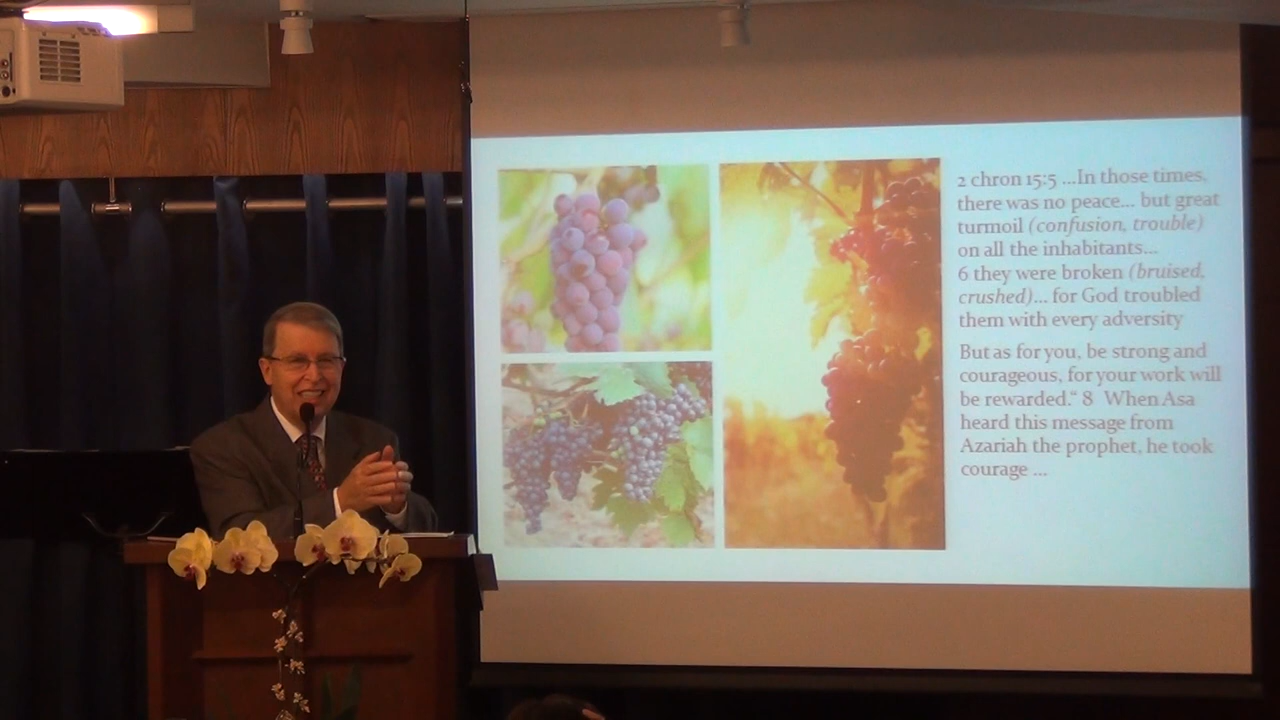 2 chron 15:5 ...In those times,
there was no peace... but great
turmoil (confusion, trouble)
on all the inhabitants...
6 they were broken (bruised,
crushed)... for God troubled
them with every adversity
But as for you, be strong and
courageous, for your work will
be rewarded.“ 8 When Asa
heard this message from
Azariah the prophet, he took
courage ...